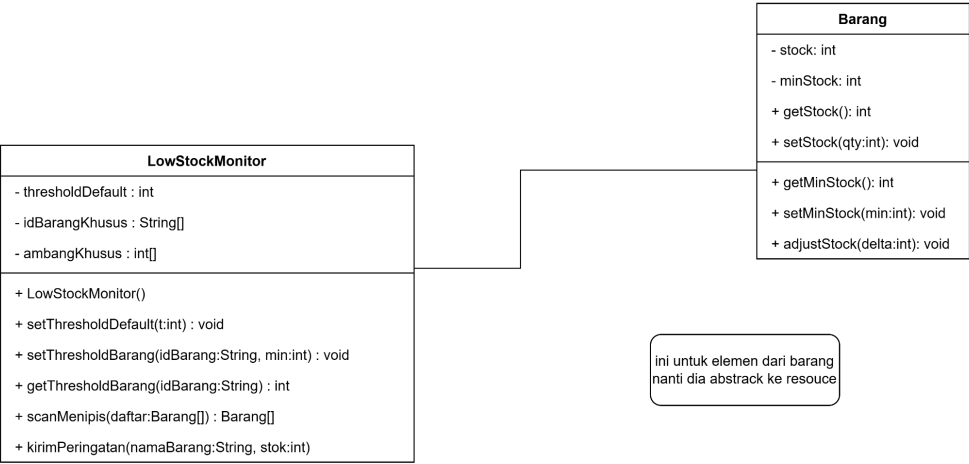 Barang
- stock: int
- minStock: int
+ getStock(): int
+ setStock(qty:int): void
+ getMinStock(): int
+ setMinStock(min:int): void
+ adjustStock(delta:int): void
LowStockMonitor
- thresholdDefault : int
- idBarangKhusus : String[]
- ambangKhusus : int[]
+ LowStockMonitor()
+ setThresholdDefault(t:int) : void
+ setThresholdBarang(idBarang:String, min:int) : void
+ getThresholdBarang(idBarang:String) : int
+ scanMenipis(daftar:Barang[]) : Barang[]
+ kirimPeringatan(namaBarang:String, stok:int)
ini untuk elemen dari barang
nanti dia abstrack ke resouce